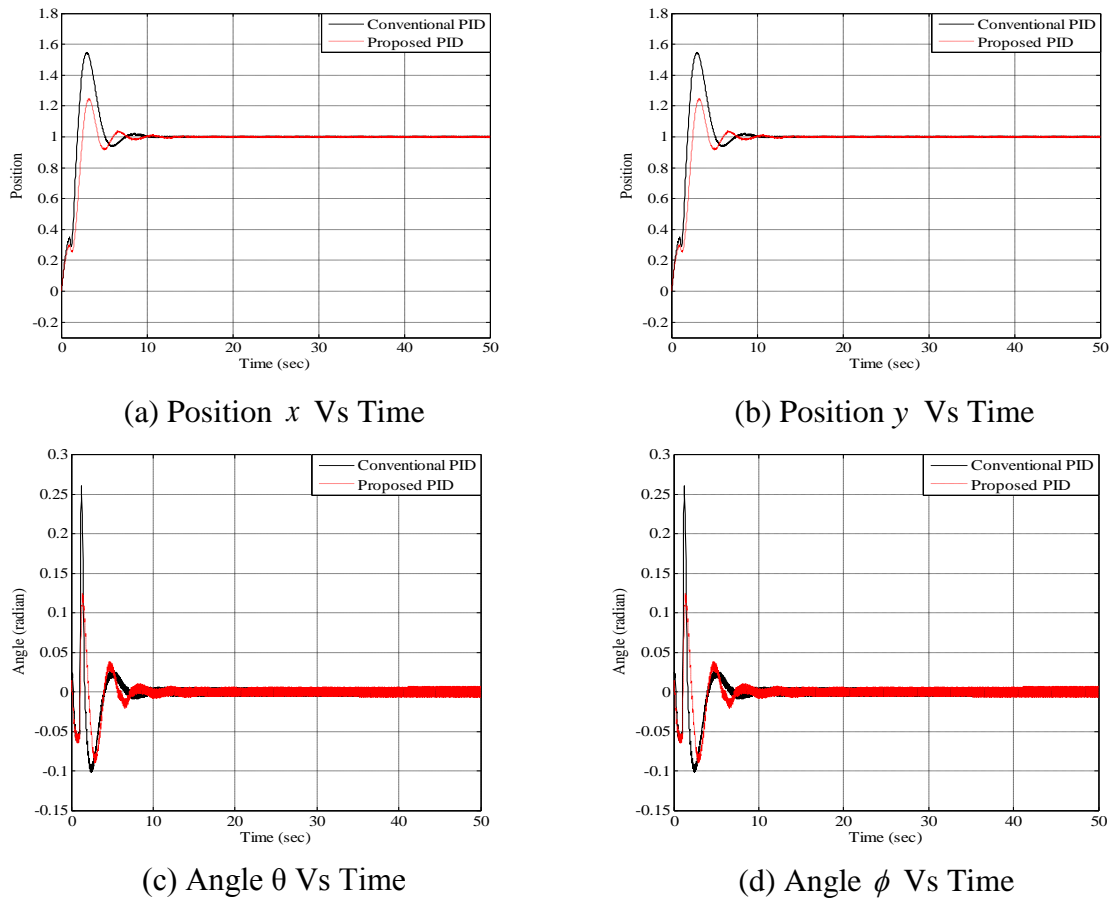 Conventional PID
Proposed PID
1.8
1.6
1.4
1.2
1
0.8
0.6
0.4
0.2
0
-0.2
Position
0 10 20 30 40 50
Time (sec)
(a) Position x Vs Time
Conventional PID
Proposed PID
1.8
1.6
1.4
1.2
1
0.8
0.6
0.4
0.2
0
-0.2
Position
0 10 20 30 40 50
Time (sec)
(b) Position y Vs Time
Conventional PID
Proposed PID
0.3
0.25
0.2
0.15
0.1
0.05
0
-0.05
-0.1
-0.15
Angle (radian)
0 10 20 30 40 50
Time (sec)
(c) Angle θ Vs Time
Conventional PID
Proposed PID
0.3
0.25
0.2
0.15
0.1
0.05
0
-0.05
-0.1
-0.15
Angle (radian)
0 10 20 30 40 50
Time (sec)
(d) Angle ϕ Vs Time